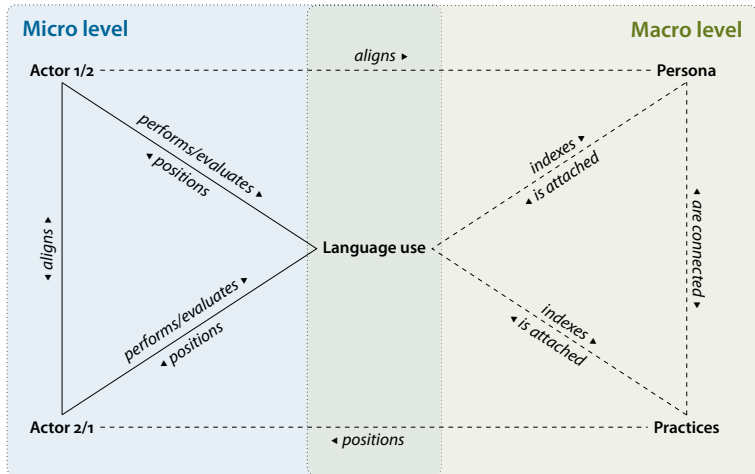 Micro level
Macro level
aligns ►
Actor 1/2
Persona
performs/evaluates ►
◄ positions
indexes ►
◄ is attached
◄ aligns ►
Language use
◄ are connected ►
performs/evaluates ►
◄ positions
indexes ►
◄ is attached
Actor 2/1
◄ positions
Practices